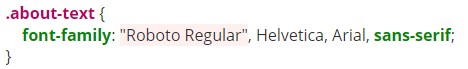 .about-text {
font-family: "Roboto Regular", Helvetica, Arial, sans-serif;
}